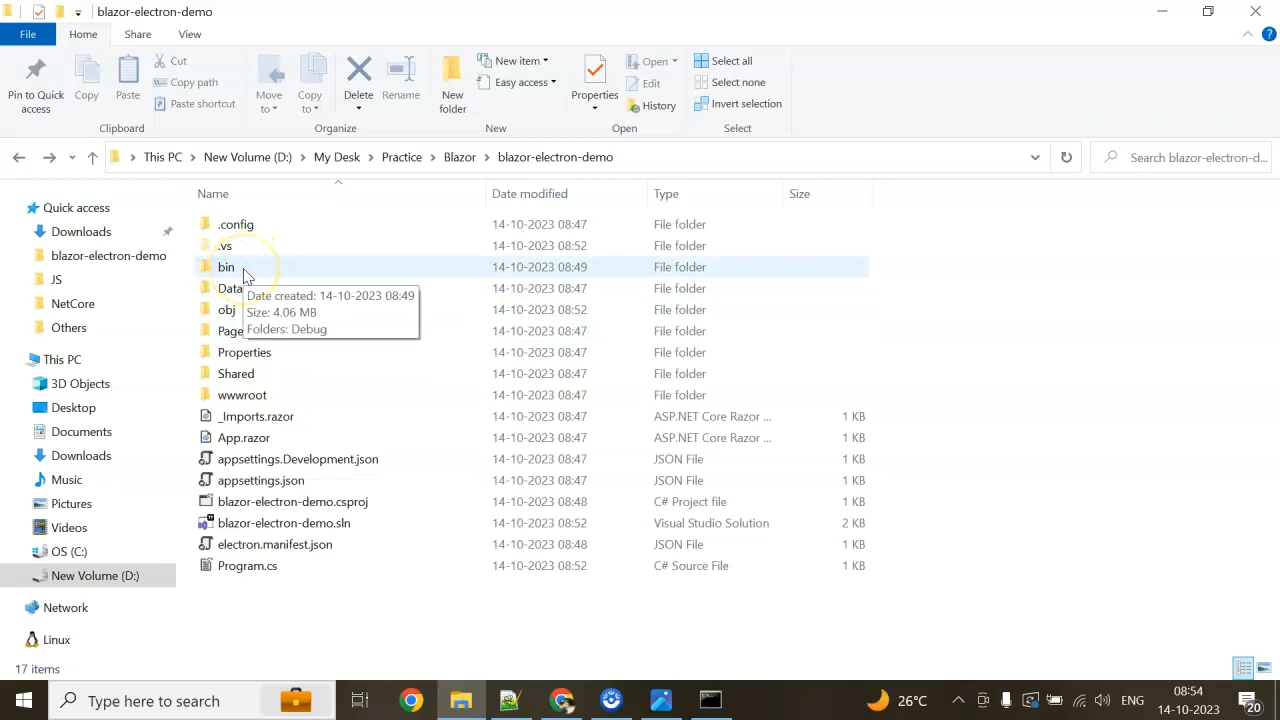 blazor-electron-demo
File Home Share View
Pin to Quick access
Copy
Paste
Cut
Copy path
Paste shortcut
Clipboard
Move to
Copy to
Delete
Rename
Organize
New folder
New item
Easy access
New
Properties
Open
Edit
History
Open
Select all
Select none
Invert selection
Select
This PC > New Volume (D:) > My Desk > Practice > Blazor > blazor-electron-demo
Search blazor-electron-d...
Quick access
Downloads
blazor-electron-demo
JS
NetCore
Others
This PC
3D Objects
Desktop
Documents
Downloads
Music
Pictures
Videos
OS (C:)
New Volume (D:)
Network
Linux
Name Date modified Type Size
.config 14-10-2023 08:47 File folder
.vs 14-10-2023 08:52 File folder
bin 14-10-2023 08:49 File folder
Data 14-10-2023 08:47 File folder
obj 14-10-2023 08:52 File folder
Page 14-10-2023 08:47 File folder
Properties 14-10-2023 08:47 File folder
Shared 14-10-2023 08:47 File folder
wwwroot 14-10-2023 08:47 File folder
_Imports.razor 14-10-2023 08:47 ASP.NET Core Razor ... 1 KB
App.razor 14-10-2023 08:47 ASP.NET Core Razor ... 1 KB
appsettings.Development.json 14-10-2023 08:47 JSON File 1 KB
appsettings.json 14-10-2023 08:47 JSON File 1 KB
blazor-electron-demo.csproj 14-10-2023 08:48 C# Project file 1 KB
blazor-electron-demo.sln 14-10-2023 08:52 Visual Studio Solution 2 KB
electron.manifest.json 14-10-2023 08:48 JSON File 1 KB
Program.cs 14-10-2023 08:52 C# Source File 1 KB
Date created: 14-10-2023 08:49
Size: 4.06 MB
Folders: Debug
17 items
Type here to search
26°C
ENG
08:54
14-10-2023
20